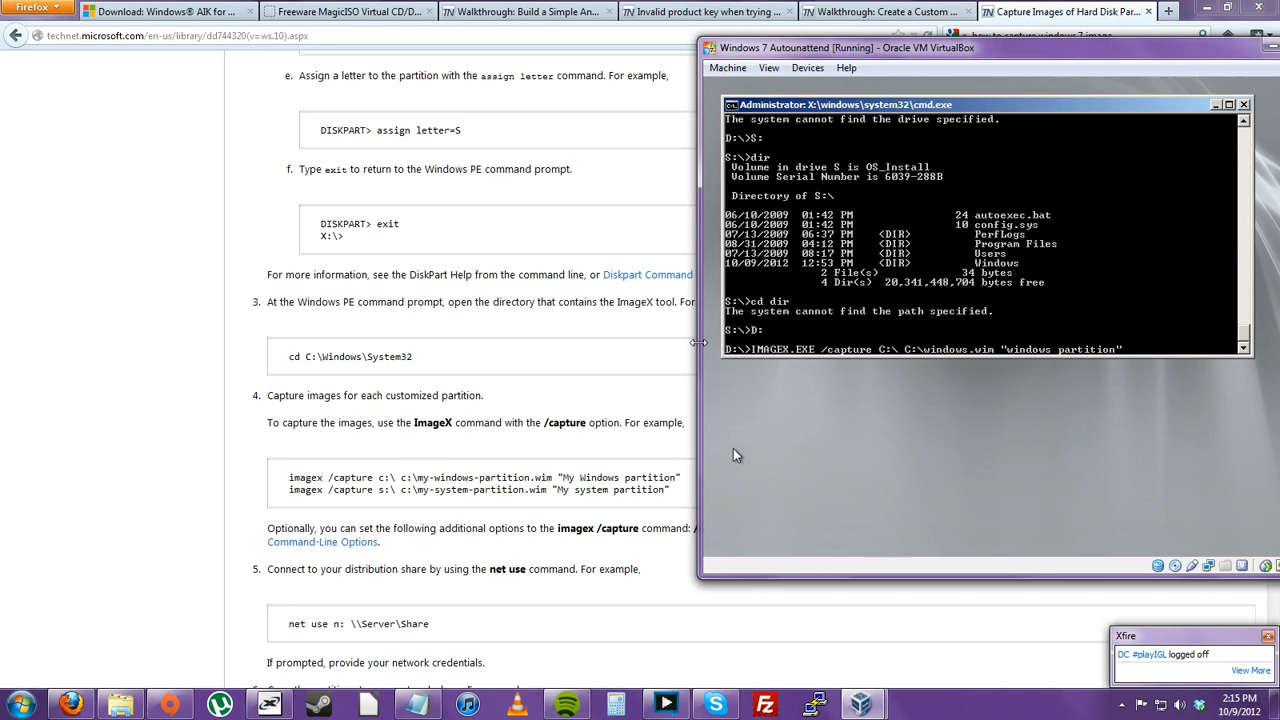 Firefox
Download: Windows® AIK for ...
Freeware MagicISO Virtual CD/D...
Walkthrough: Build a Simple An...
Invalid product key when trying ...
Walkthrough: Create a Custom ...
Capture Images of Hard Disk Par...
technet.microsoft.com/en-us/library/dd744320(v=ws.10).aspx
e. Assign a letter to the partition with the assign letter command. For example,
DISKPART> assign letter=S
f. Type exit to return to the Windows PE command prompt.
DISKPART> exit
X:\>
For more information, see the DiskPart Help from the command line, or Diskpart Command
3. At the Windows PE command prompt, open the directory that contains the ImageX tool. For
cd C:\Windows\System32
4. Capture images for each customized partition.
To capture the images, use the ImageX command with the /capture option. For example,
imagex /capture c:\ c:\my-windows-partition.wim "My Windows partition"
imagex /capture s:\ c:\my-system-partition.wim "My system partition"
Optionally, you can set the following additional options to the imagex /capture command: /
Command-Line Options.
5. Connect to your distribution share by using the net use command. For example,
net use n: \\Server\Share
If prompted, provide your network credentials.
Windows 7 Autounattend [Running] - Oracle VM VirtualBox
Machine View Devices Help
Administrator: X:\windows\system32\cmd.exe
The system cannot find the drive specified.
D:\>S:
S:\>dir
Volume in drive S is OS_Install
Volume Serial Number is 6039-288B
Directory of S:\
06/10/2009 01:42 PM 24 autoexec.bat
06/10/2009 01:42 PM 10 config.sys
07/13/2009 06:37 PM <DIR> PerfLogs
08/31/2009 04:12 PM <DIR> Program Files
07/13/2009 08:17 PM <DIR> Users
10/09/2012 12:53 PM <DIR> Windows
2 File(s) 34 bytes
4 Dir(s) 20,341,448,704 bytes free
S:\>cd dir
The system cannot find the path specified.
S:\>D:
D:\>IMAGEX.EXE /capture C:\ C:\windows.wim "windows partition"
Xfire
DC #playIGL logged off
View More
2:15 PM
10/9/2012